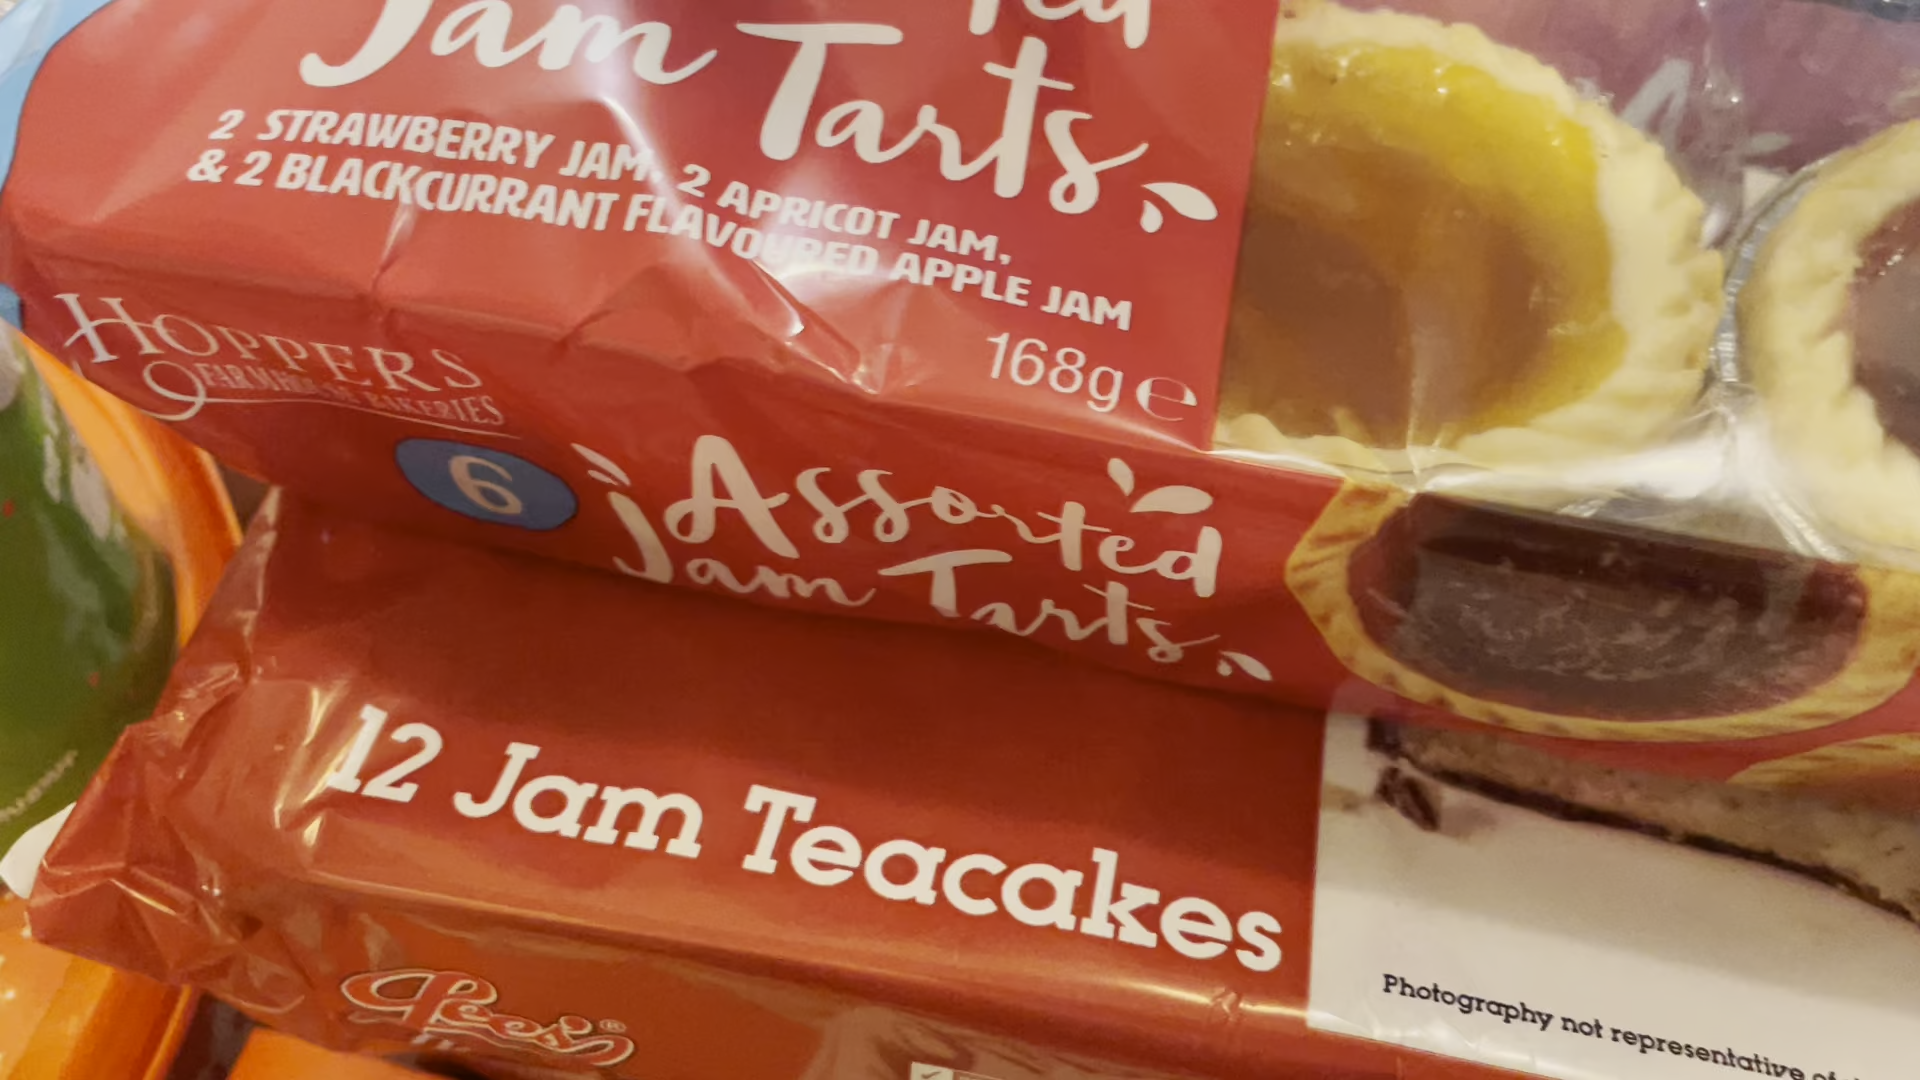 Jam Tarts
2 STRAWBERRY JAM, 2 APRICOT JAM,
& 2 BLACKCURRANT FLAVOURED APPLE JAM
168g e
HOPPERS
FARMHOUSE BAKERIES
6
Assorted
Jam Tarts
12 Jam Teacakes
Lees®
Photography not representative of